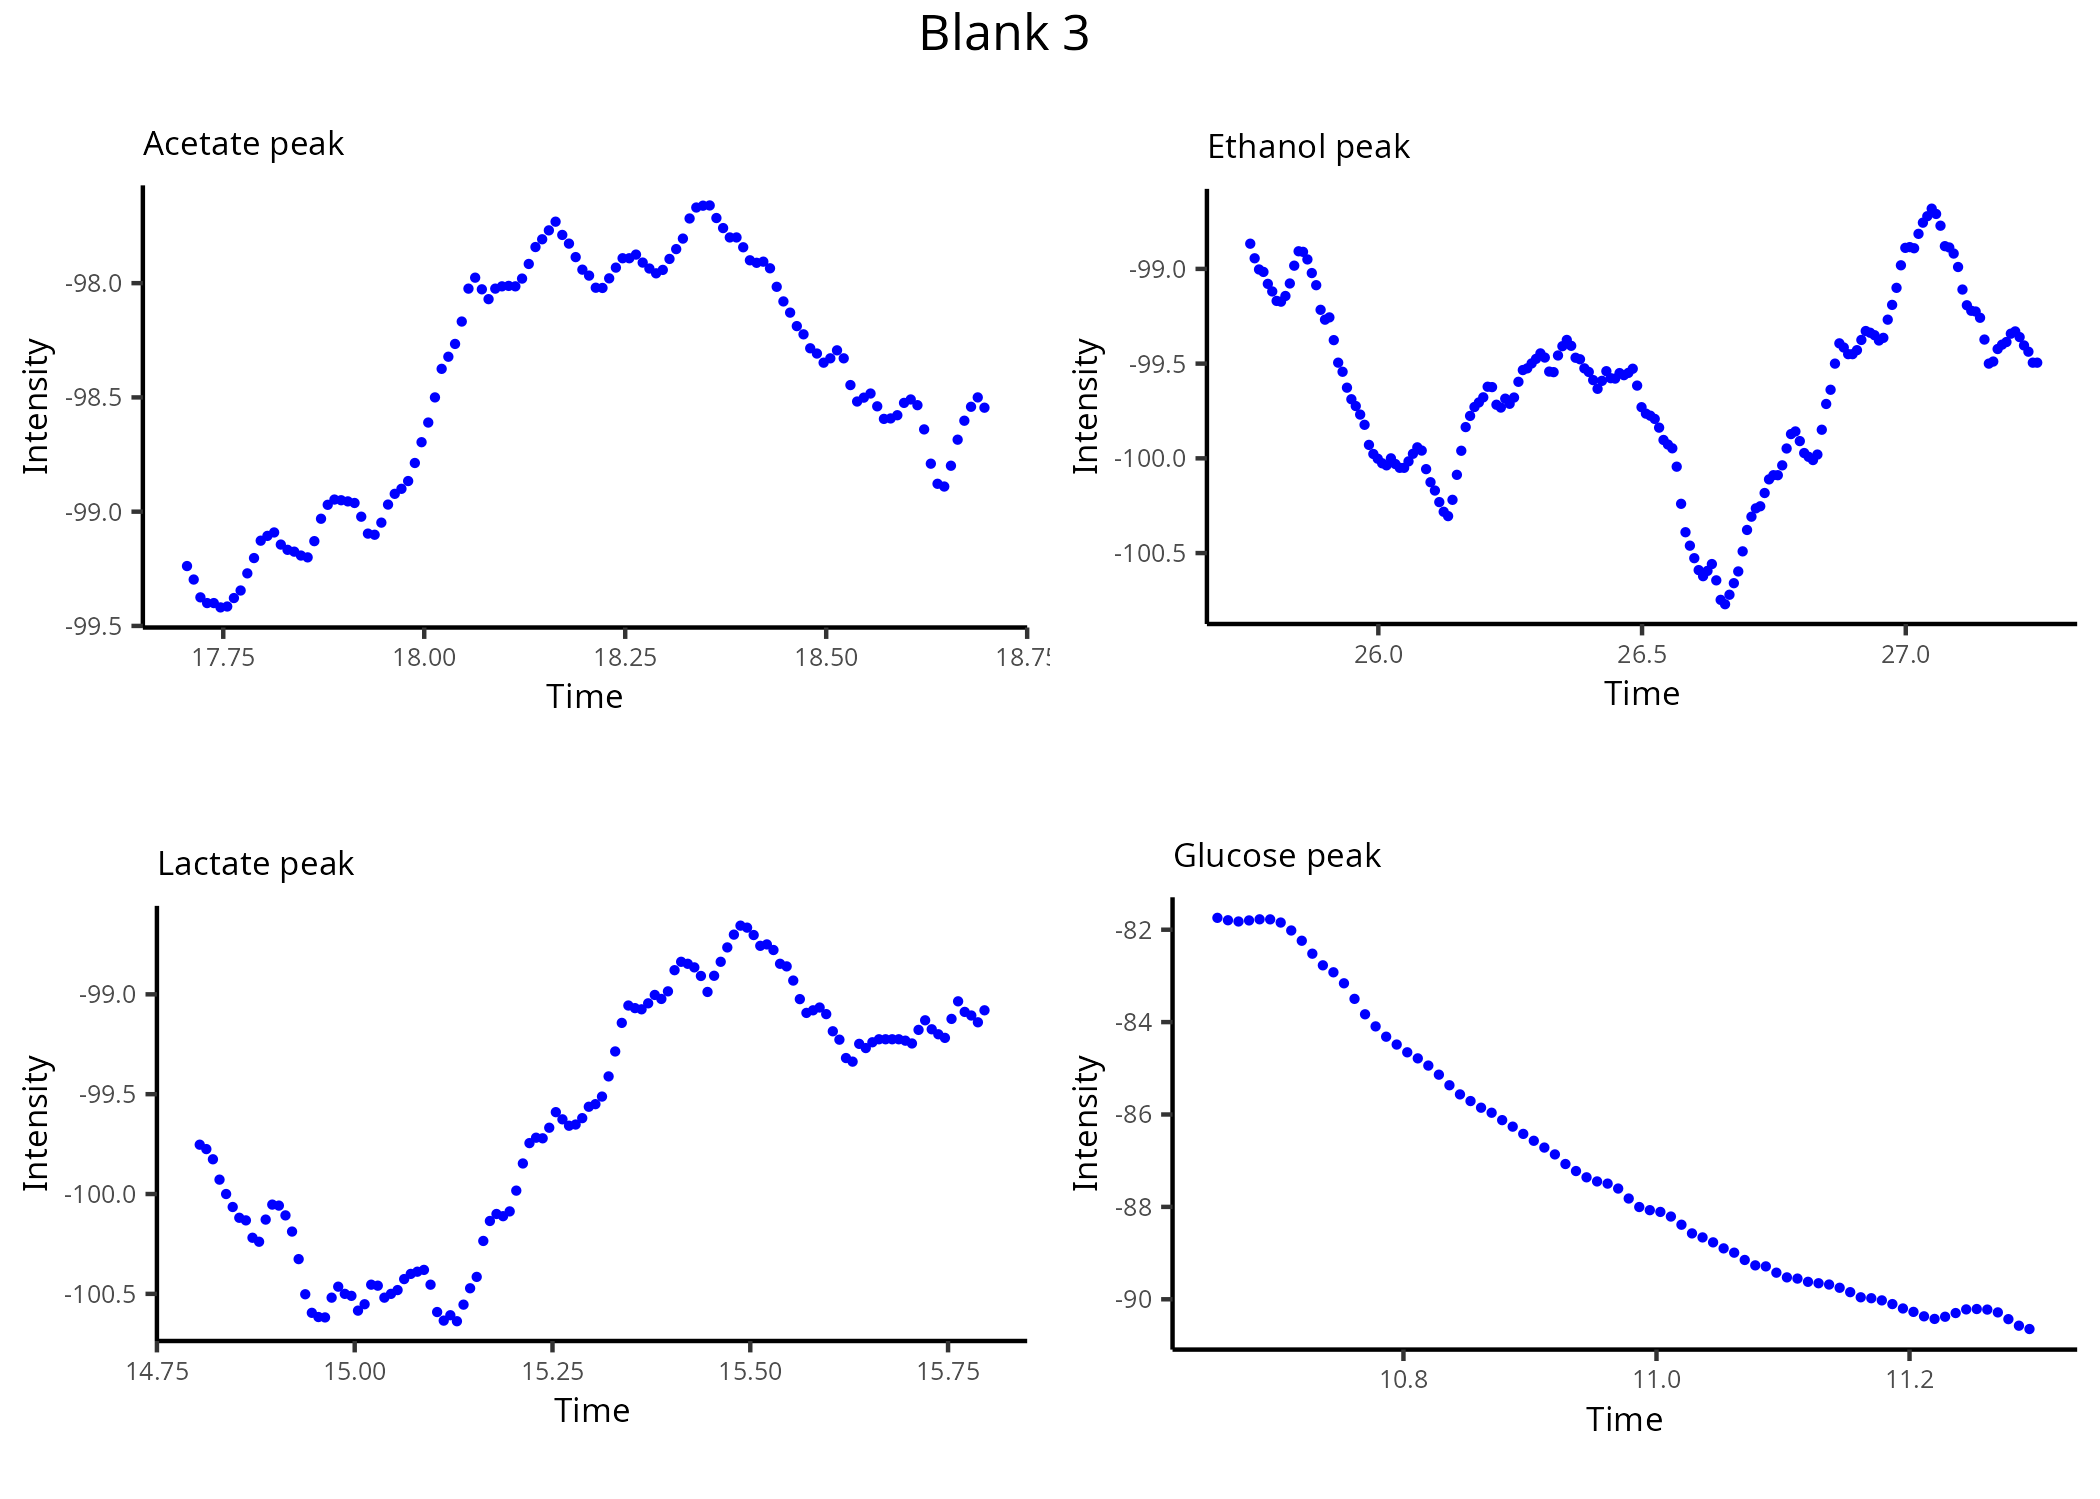 Blank 3
Acetate peak
Intensity
-98.0
-98.5
-99.0
-99.5
17.75 18.00 18.25 18.50
Time
Ethanol peak
Intensity
-99.0
-99.5
-100.0
-100.5
26.0 26.5 27.0
Time
Lactate peak
Intensity
-99.0
-99.5
-100.0
-100.5
14.75 15.00 15.25 15.50 15.75
Time
Glucose peak
Intensity
-82
-84
-86
-88
-90
10.8 11.0 11.2
Time